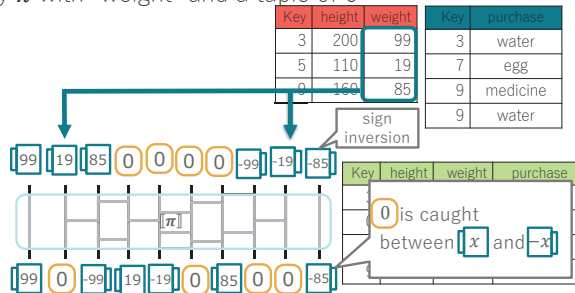 with "weight" and a table of
Key height weight
3 200 99
5 110 19
9 160 85
Key purchase
3 water
7 egg
9 medicine
9 water
sign
inversion
99 19 85 0 0 0 0 -99 -19 -85
[π]
99 0 -99 19 -19 0 85 0 0 -85
Key height weight purchase
0 is caught
between [x] and [-x]